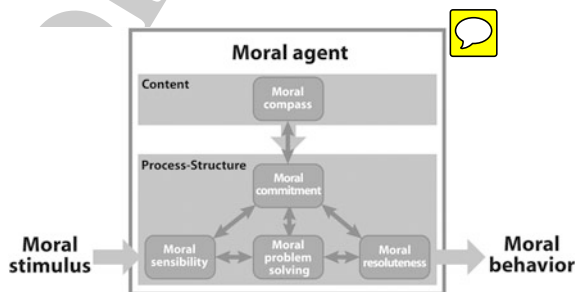 Moral agent
Content
Moral
compass
Process-Structure
Moral
commitment
Moral
stimulus
Moral
sensibility
Moral
problem
solving
Moral
resoluteness
Moral
behavior